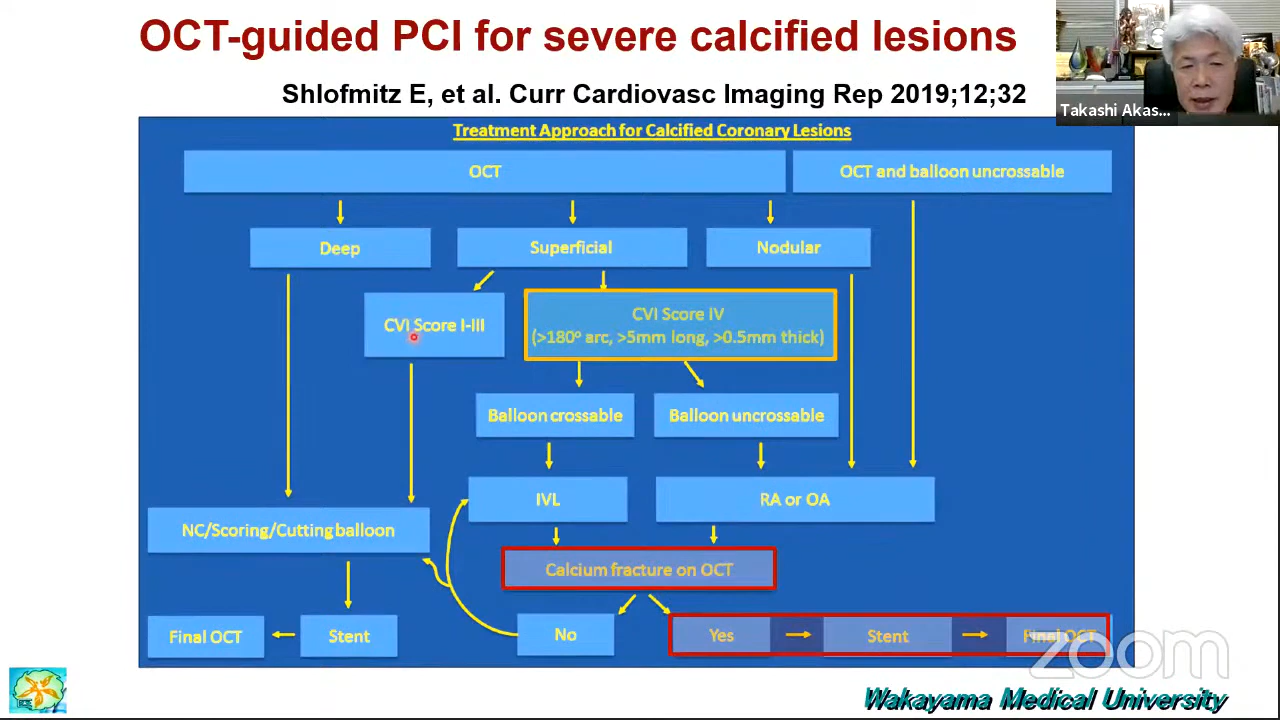 OCT-guided PCI for severe calcified lesions
Shlofmitz E, et al. Curr Cardiovasc Imaging Rep 2019;12;32
Takashi Akas...
Treatment Approach for Calcified Coronary Lesions
OCT
OCT and balloon uncrossable
Deep
Superficial
Nodular
CVI Score I-III
CVI Score IV
(>180º arc, >5mm long, >0.5mm thick)
Balloon crossable
Balloon uncrossable
IVL
RA or OA
NC/Scoring/Cutting balloon
Calcium fracture on OCT
Final OCT
Stent
No
Yes
Stent
Final OCT
zoom
Wakayama Medical University